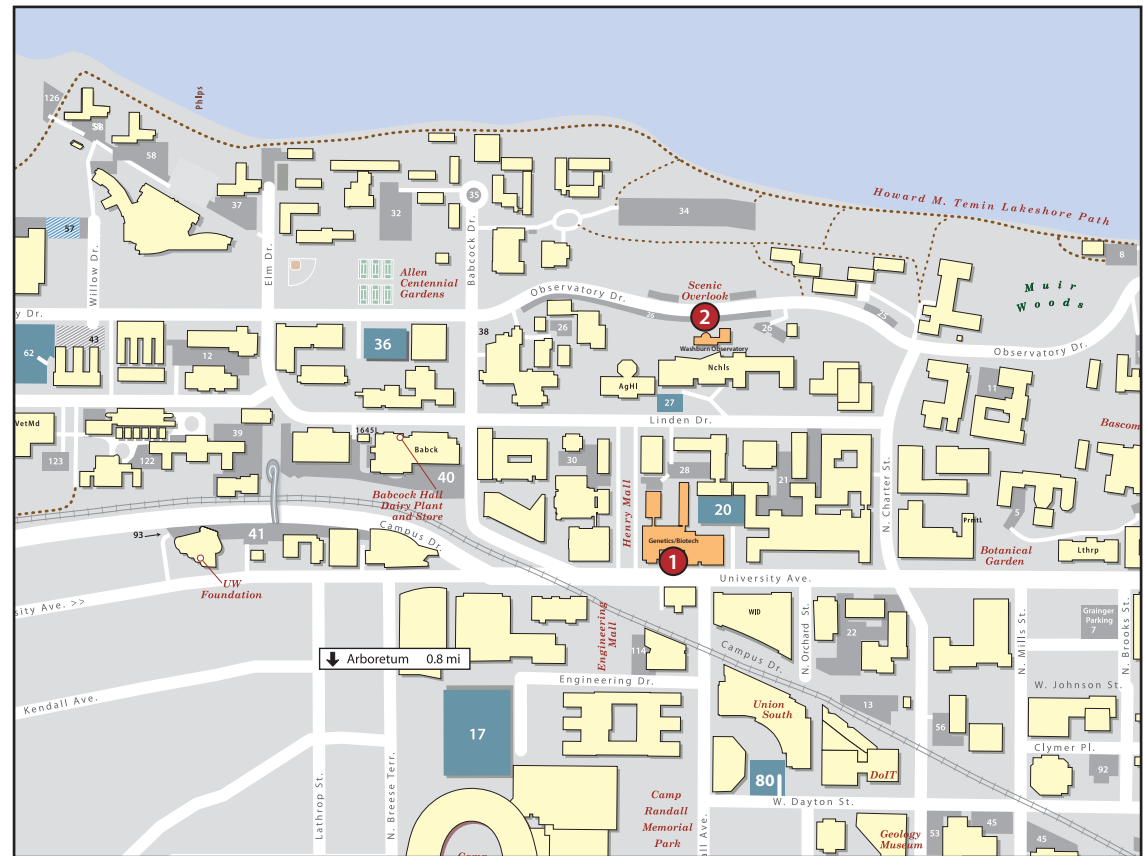 126
58
58
Phlps
37
35
32
34
Howard M. Temin Lakeshore Path
8
57
Willow Dr.
Elm Dr.
Babcock Dr.
Allen
Centennial
Gardens
Observatory Dr.
Scenic
Overlook
Muir
Woods
26
2
26
25
y Dr.
62
43
12
36
38
26
Washburn Observatory
Nchls
AgHl
27
Observatory Dr.
11
Linden Dr.
Bascom
VetMd
123
122
39
1645L
Babck
40
30
28
21
20
N. Charter St.
Babcock Hall
Dairy Plant
and Store
Henry Mall
5
PrmtL
93
41
Campus Dr.
Genetics/Biotech
1
Botanical
Garden
Lthrp
UW
Foundation
University Ave.
sity Ave. >>
Engineering
Mall
WID
N. Orchard St.
22
Grainger
Parking
7
N. Mills St.
N. Brooks St.
114
Campus Dr.
Arboretum 0.8 mi
Engineering Dr.
W. Johnson St.
Kendall Ave.
Union
South
13
56
17
Clymer Pl.
80
DoIT
92
Lathrop St.
N. Breese Terr.
Camp
Randall
Memorial
Park
W. Dayton St.
all Ave.
Geology
Museum
53
45
45
Camp